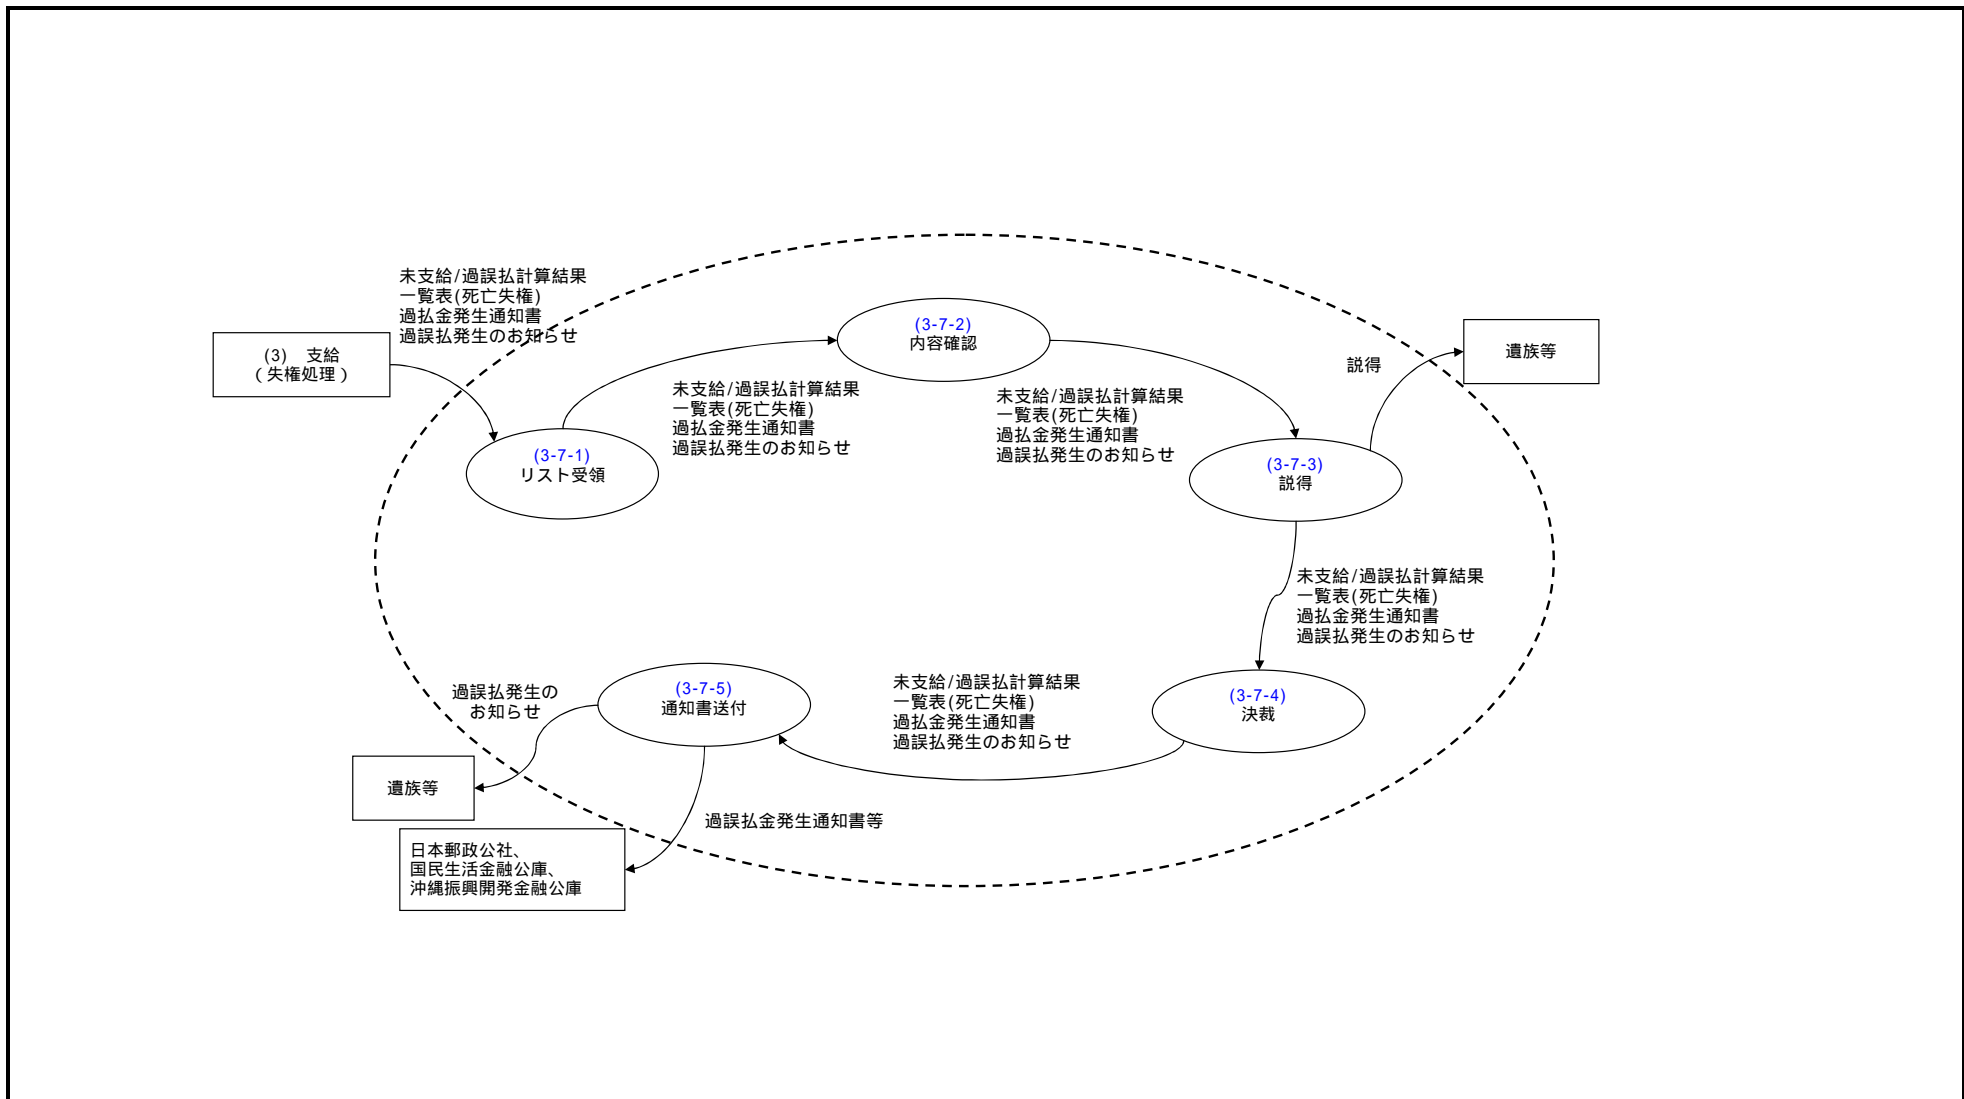 未支給/過誤払計算結果
一覧表(死亡失権)
過払金発生通知書
過誤払発生のお知らせ
(3)　支給
（失権処理）
(3-7-1)
リスト受領
未支給/過誤払計算結果
一覧表(死亡失権)
過払金発生通知書
過誤払発生のお知らせ
(3-7-2)
内容確認
未支給/過誤払計算結果
一覧表(死亡失権)
過払金発生通知書
過誤払発生のお知らせ
(3-7-3)
説得
説得
遺族等
未支給/過誤払計算結果
一覧表(死亡失権)
過払金発生通知書
過誤払発生のお知らせ
(3-7-4)
決裁
未支給/過誤払計算結果
一覧表(死亡失権)
過払金発生通知書
過誤払発生のお知らせ
(3-7-5)
通知書送付
過誤払発生の
お知らせ
遺族等
過誤払金発生通知書等
日本郵政公社、
国民生活金融公庫、
沖縄振興開発金融公庫